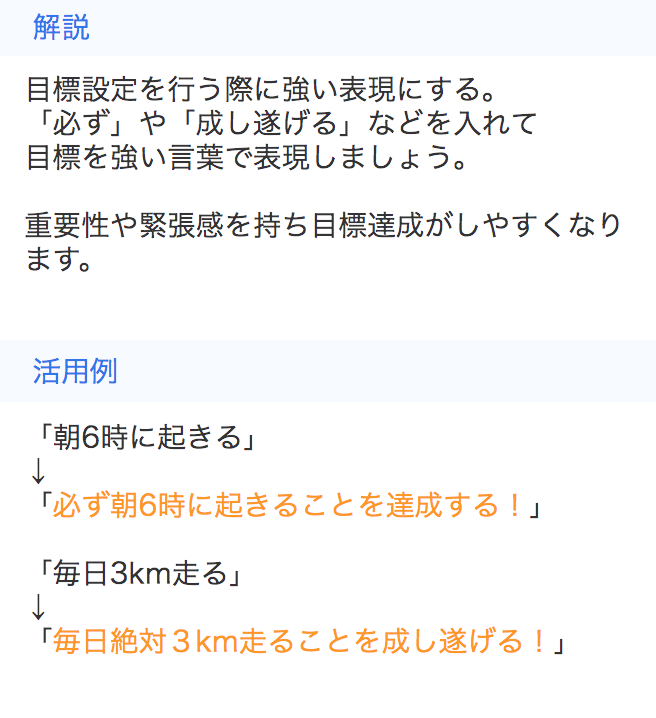 解説
目標設定を行う際に強い表現にする。
「必ず」や「成し遂げる」などを入れて
目標を強い言葉で表現しましょう。
重要性や緊張感を持ち目標達成がしやすくなり
ます。
活用例
「朝6時に起きる」
↓
「必ず朝6時に起きることを達成する！」
「毎日3km走る」
↓
「毎日絶対３km走ることを成し遂げる！」